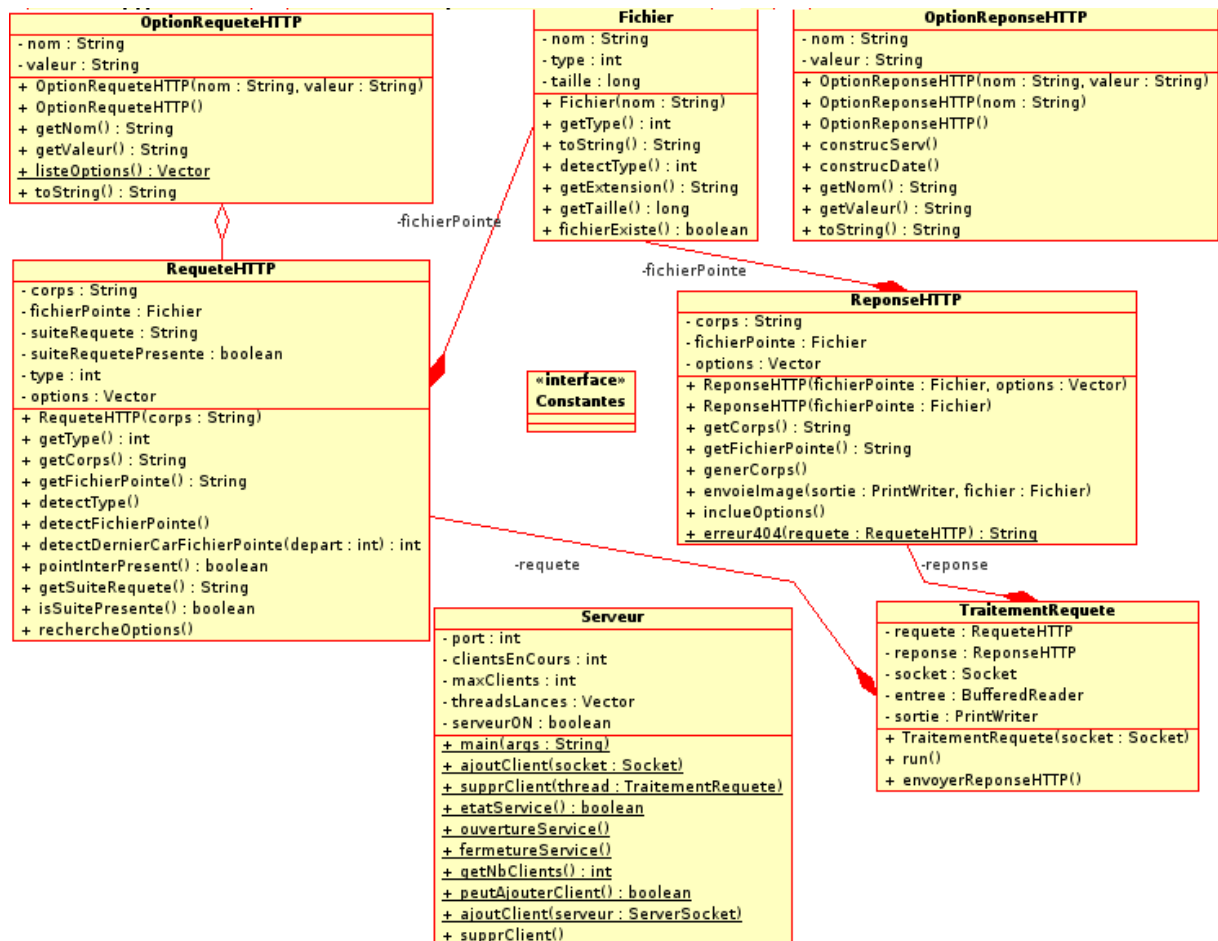 OptionRequeteHTTP
- nom : String
- valeur : String
+ OptionRequeteHTTP(nom : String, valeur : String)
+ OptionRequeteHTTP()
+ getNom() : String
+ getValeur() : String
+ listeOptions() : Vector
+ toString() : String
Fichier
- nom : String
- type : int
- taille : long
+ Fichier(nom : String)
+ getType() : int
+ toString() : String
+ detectType() : int
+ getExtension() : String
+ getTaille() : long
+ fichierExiste() : boolean
OptionReponseHTTP
- nom : String
- valeur : String
+ OptionReponseHTTP(nom : String, valeur : String)
+ OptionReponseHTTP(nom : String)
+ OptionReponseHTTP()
+ construcServ()
+ construcDate()
+ getNom() : String
+ getValeur() : String
+ toString() : String
-fichierPointe
-fichierPointe
RequeteHTTP
- corps : String
- fichierPointe : Fichier
- suiteRequete : String
- suiteRequetePresente : boolean
- type : int
- options : Vector
+ RequeteHTTP(corps : String)
+ getType() : int
+ getCorps() : String
+ getFichierPointe() : String
+ detectType()
+ detectFichierPointe()
+ detectDernierCarFichierPointe(depart : int) : int
+ pointInterPresent() : boolean
+ getSuiteRequete() : String
+ isSuitePresente() : boolean
+ rechercheOptions()
«interface»
Constantes
ReponseHTTP
- corps : String
- fichierPointe : Fichier
- options : Vector
+ ReponseHTTP(fichierPointe : Fichier, options : Vector)
+ ReponseHTTP(fichierPointe : Fichier)
+ getCorps() : String
+ getFichierPointe() : String
+ generCorps()
+ envoieImage(sortie : PrintWriter, fichier : Fichier)
+ inclueOptions()
+ erreur404(requete : RequeteHTTP) : String
-requete
-reponse
Serveur
- port : int
- clientsEnCours : int
- maxClients : int
- threadsLances : Vector
- serveurON : boolean
+ main(args : String)
+ ajoutClient(socket : Socket)
+ supprClient(thread : TraitementRequete)
+ etatService() : boolean
+ ouvertureService()
+ fermetureService()
+ getNbClients() : int
+ peutAjouterClient() : boolean
+ ajoutClient(serveur : ServerSocket)
+ supprClient()
TraitementRequete
- requete : RequeteHTTP
- reponse : ReponseHTTP
- socket : Socket
- entree : BufferedReader
- sortie : PrintWriter
+ TraitementRequete(socket : Socket)
+ run()
+ envoyerReponseHTTP()